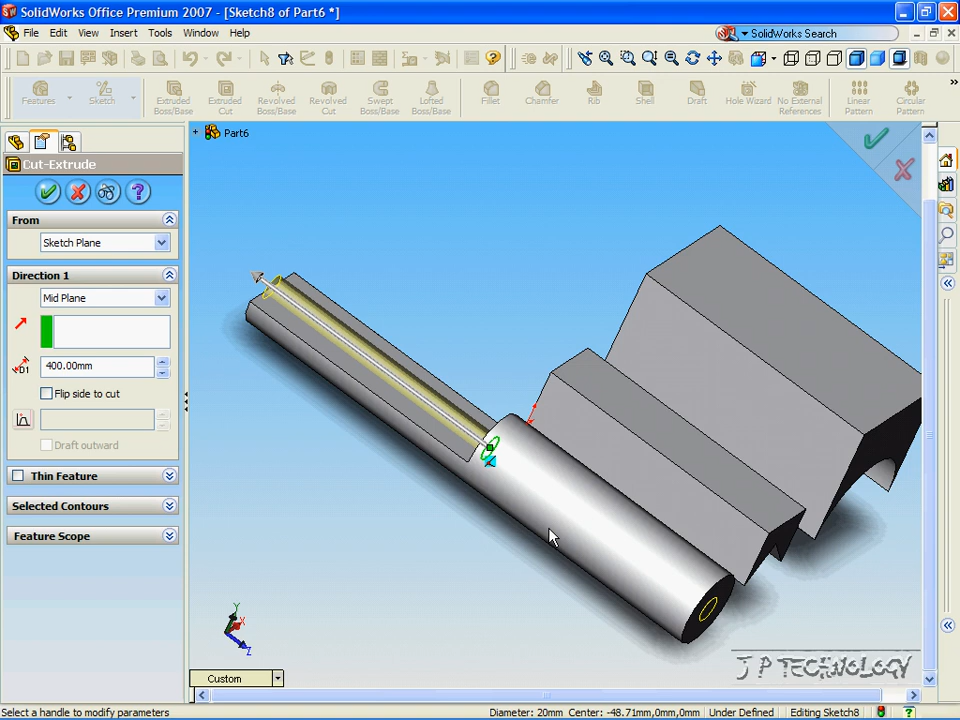 SolidWorks Office Premium 2007 - [Sketch8 of Part6 *]
File Edit View Insert Tools Window Help SolidWorks Search
Features Sketch Extruded Boss/Base Extruded Cut Revolved Boss/Base Revolved Cut Swept Boss/Base Lofted Boss/Base Fillet Chamfer Rib Shell Draft Hole Wizard No External References Linear Pattern Circular Pattern
Part6
Cut-Extrude
From
Sketch Plane
Direction 1
Mid Plane
D1 400.00mm
Flip side to cut
Draft outward
Thin Feature
Selected Contours
Feature Scope
Y
X
Z
J P TECHNOLOGY
Custom
Select a handle to modify parameters Diameter: 20mm Center: -48.71mm,0mm,0mm Under Defined Editing Sketch8